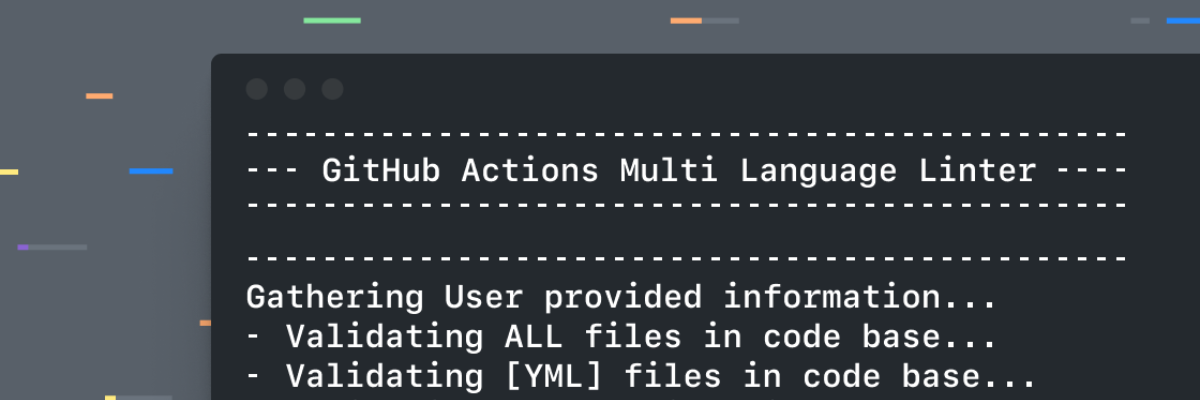 ----------------------------------------------
--- GitHub Actions Multi Language Linter ----
----------------------------------------------
----------------------------------------------
Gathering User provided information...
- Validating ALL files in code base...
- Validating [YML] files in code base...